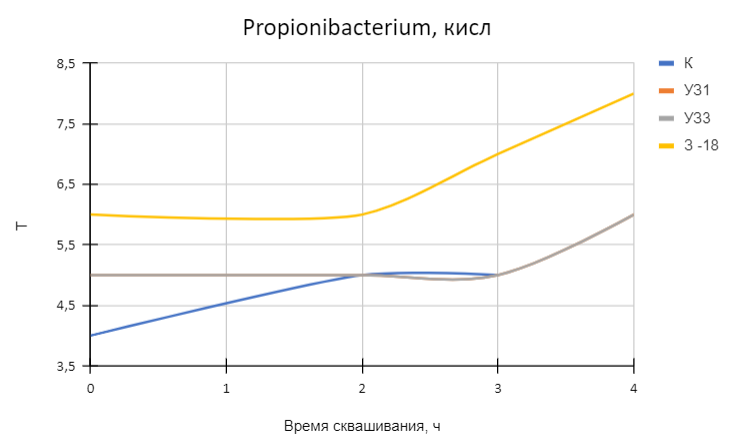 Propionibacterium, кисл
8,5
7,5
6,5
5,5
4,5
3,5
Т
0 1 2 3 4
Время сквашивания, ч
К
УЗ1
УЗ3
З -18